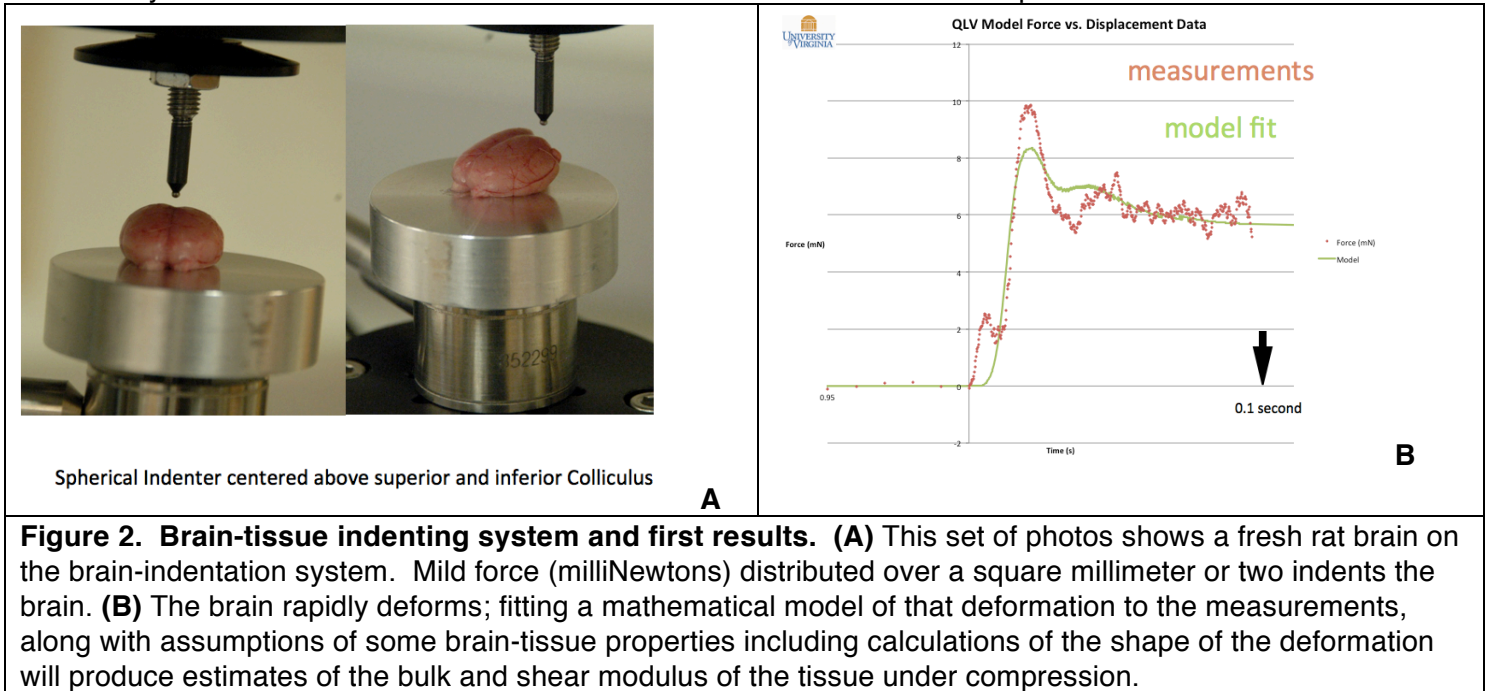 352299
Spherical Indenter centered above superior and inferior Colliculus
A
UNIVERSITY
of VIRGINIA
QLV Model Force vs. Displacement Data
12
measurements
10
model fit
8
6
Force (mN)
Force (mN)
Model
4
2
0
0.95
0.1 second
-2
Time (s)
B
Figure 2. Brain-tissue indenting system and first results. (A) This set of photos shows a fresh rat brain on
the brain-indentation system. Mild force (milliNewtons) distributed over a square millimeter or two indents the
brain. (B) The brain rapidly deforms; fitting a mathematical model of that deformation to the measurements,
along with assumptions of some brain-tissue properties including calculations of the shape of the deformation
will produce estimates of the bulk and shear modulus of the tissue under compression.